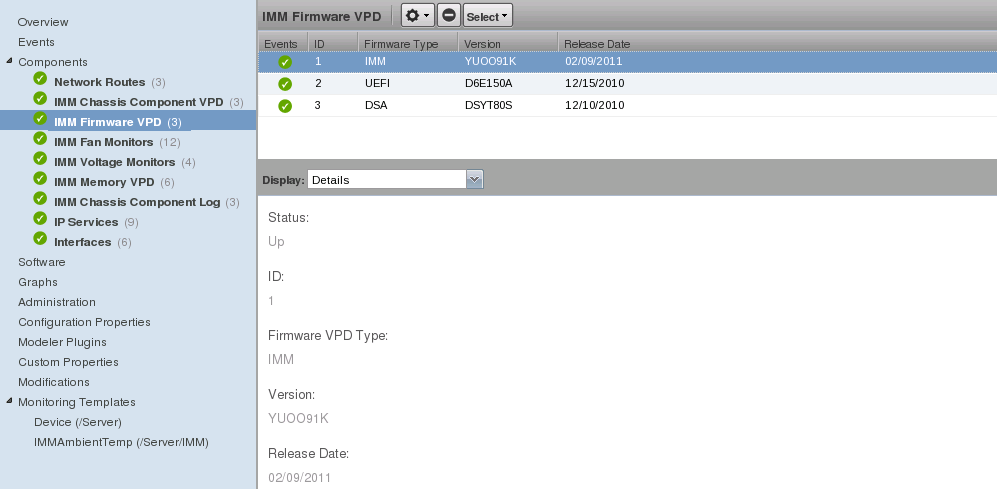 Overview
Events
Components
Network Routes (3)
IMM Chassis Component VPD (3)
IMM Firmware VPD (3)
IMM Fan Monitors (12)
IMM Voltage Monitors (4)
IMM Memory VPD (6)
IMM Chassis Component Log (3)
IP Services (9)
Interfaces (6)
Software
Graphs
Administration
Configuration Properties
Modeler Plugins
Custom Properties
Modifications
Monitoring Templates
Device (/Server)
IMMAmbientTemp (/Server/IMM)
IMM Firmware VPD Select
Events ID Firmware Type Version Release Date
1 IMM YUOO91K 02/09/2011
2 UEFI D6E150A 12/15/2010
3 DSA DSYT80S 12/10/2010
Display: Details
Status:
Up
ID:
1
Firmware VPD Type:
IMM
Version:
YUOO91K
Release Date:
02/09/2011